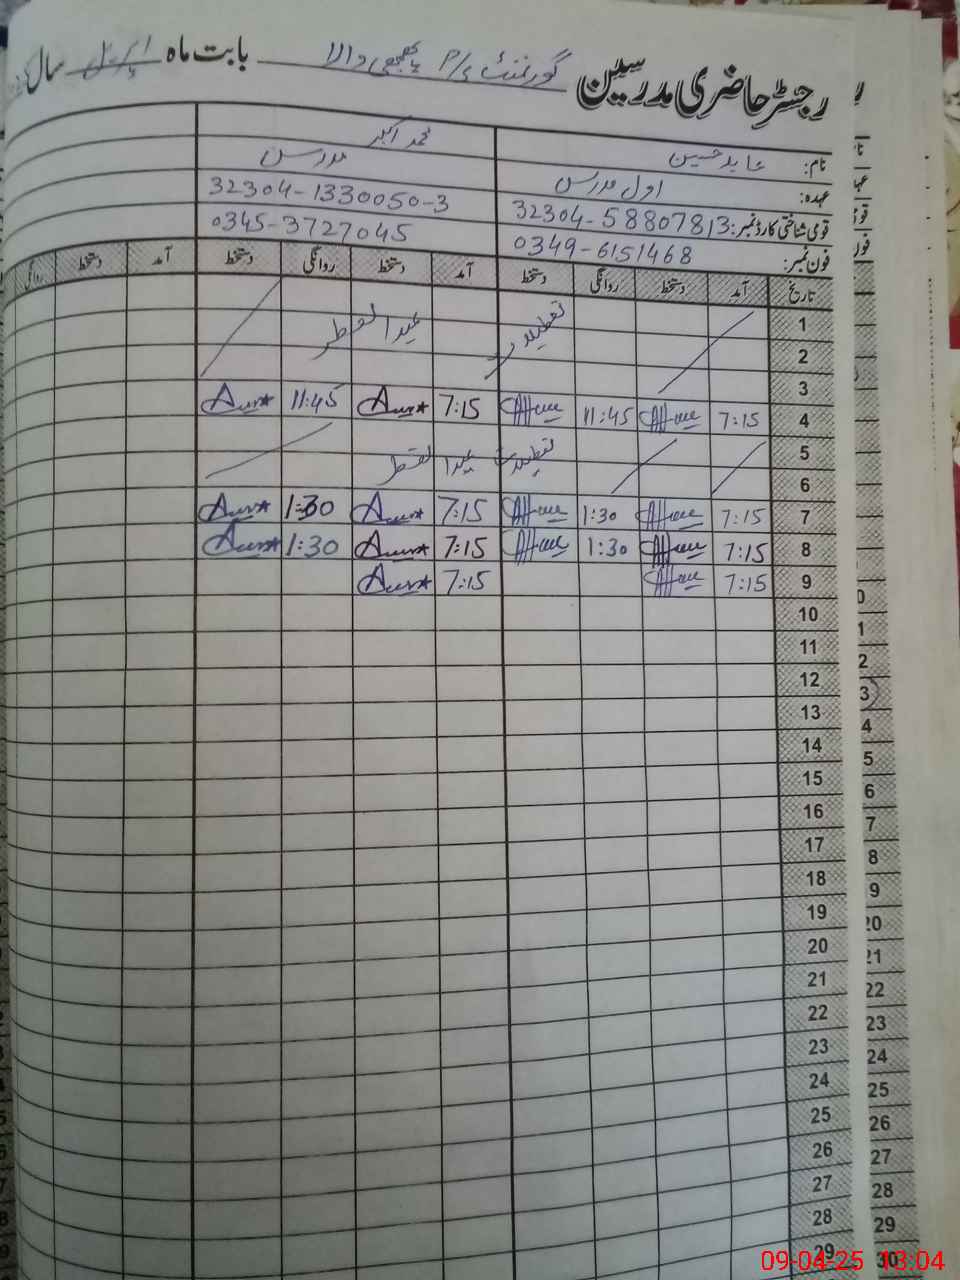 رجسٹر حاضری مدرسین گورنمنٹ P/S والا بابت ماہ اپریل سال
نام: عابد حسین محمد اکبر
عہدہ: اول مدرس مدرس
قومی شناختی کارڈ نمبر: 32304-58807813 32304-1330050-3
فون نمبر: 0349-6151468 0345-3727045
تاریخ آمد دستخط روانگی دستخط آمد دستخط روانگی دستخط آمد دستخط روانگی
1
2 تعطیلات عیدالفطر
3
4 7:15 11:45 7:15 11:45
5
6 تعطیلات عیدالفطر
7 7:15 1:30 7:15 1:30
8 7:15 1:30 7:15 1:30
9 7:15 7:15
10
11
12
13
14
15
16
17
18
19
20
21
22
23
24
25
26
27
28
29
09-04-25 13:04